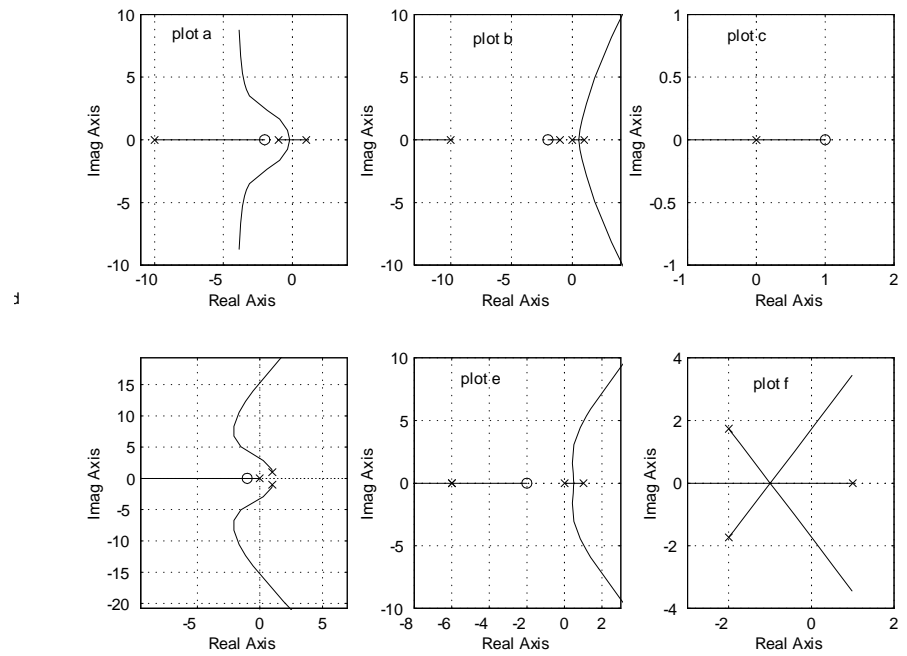 plot a
10
5
0
-5
-10
Imag Axis
-10 -5 0
Real Axis
plot b
10
5
0
-5
-10
Imag Axis
-10 -5 0
Real Axis
plot c
1
0.5
0
-0.5
-1
Imag Axis
-1 0 1 2
Real Axis
d
15
10
5
0
-5
-10
-15
-20
Imag Axis
-5 0 5
Real Axis
plot e
10
5
0
-5
-10
Imag Axis
-8 -6 -4 -2 0 2
Real Axis
plot f
4
2
0
-2
-4
Imag Axis
-2 0 2
Real Axis